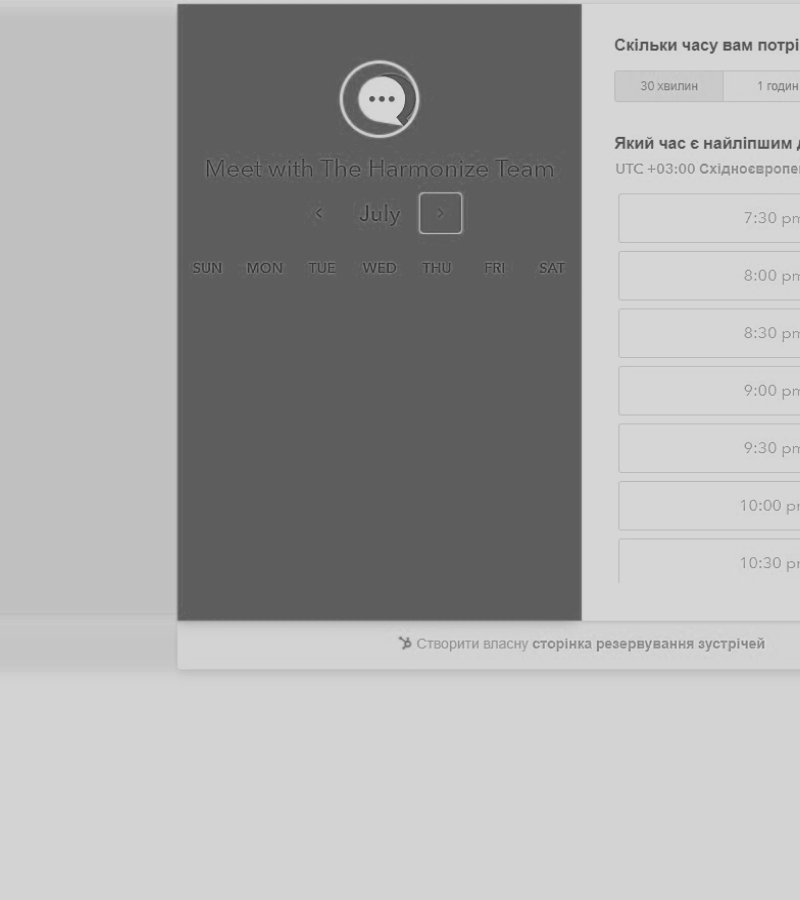 Meet with The Harmonize Team
July
SUN MON TUE WED THU FRI SAT
Скільки часу вам потрі
30 хвилин 1 годин
Який час є найліпшим д
UTC +03:00 Східноєвропе
7:30 pm
8:00 pm
8:30 pm
9:00 pm
9:30 pm
10:00 p
10:30 p
Створити власну сторінка резервування зустрічей